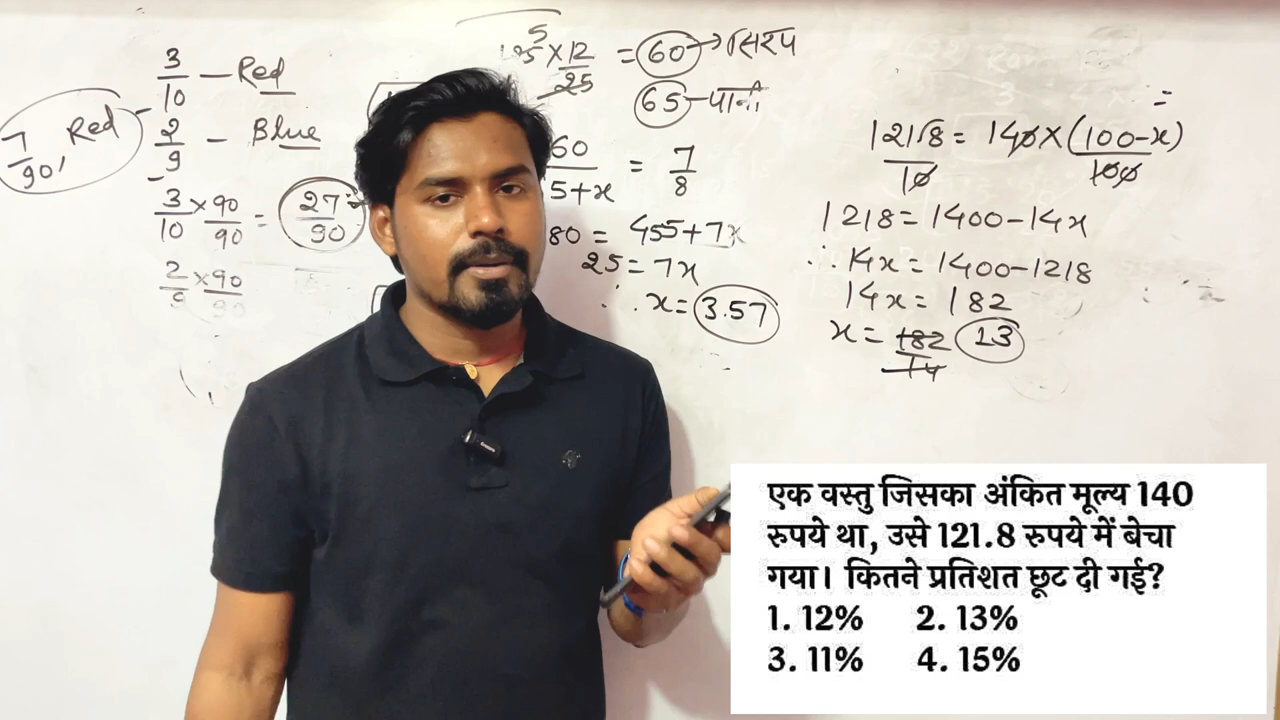 3/10 — Red
7/90, Red
2/9 — Blue
3/10 × 90/90 = 27/90
2/9 × 90/90
5
× 12/25 = 60 → सिरप
65 — पानी
60/5+x = 7/8
80 = 455+7x
25 = 7x
∴ x = 3.57
=
1218/10 = 140 × (100-x)/100
1218 = 1400-14x
∴ 14x = 1400-1218
14x = 182
x = 182/14 13
एक वस्तु जिसका अंकित मूल्य 140
रुपये था, उसे 121.8 रुपये में बेचा
गया। कितने प्रतिशत छूट दी गई?
1. 12% 2. 13%
3. 11% 4. 15%